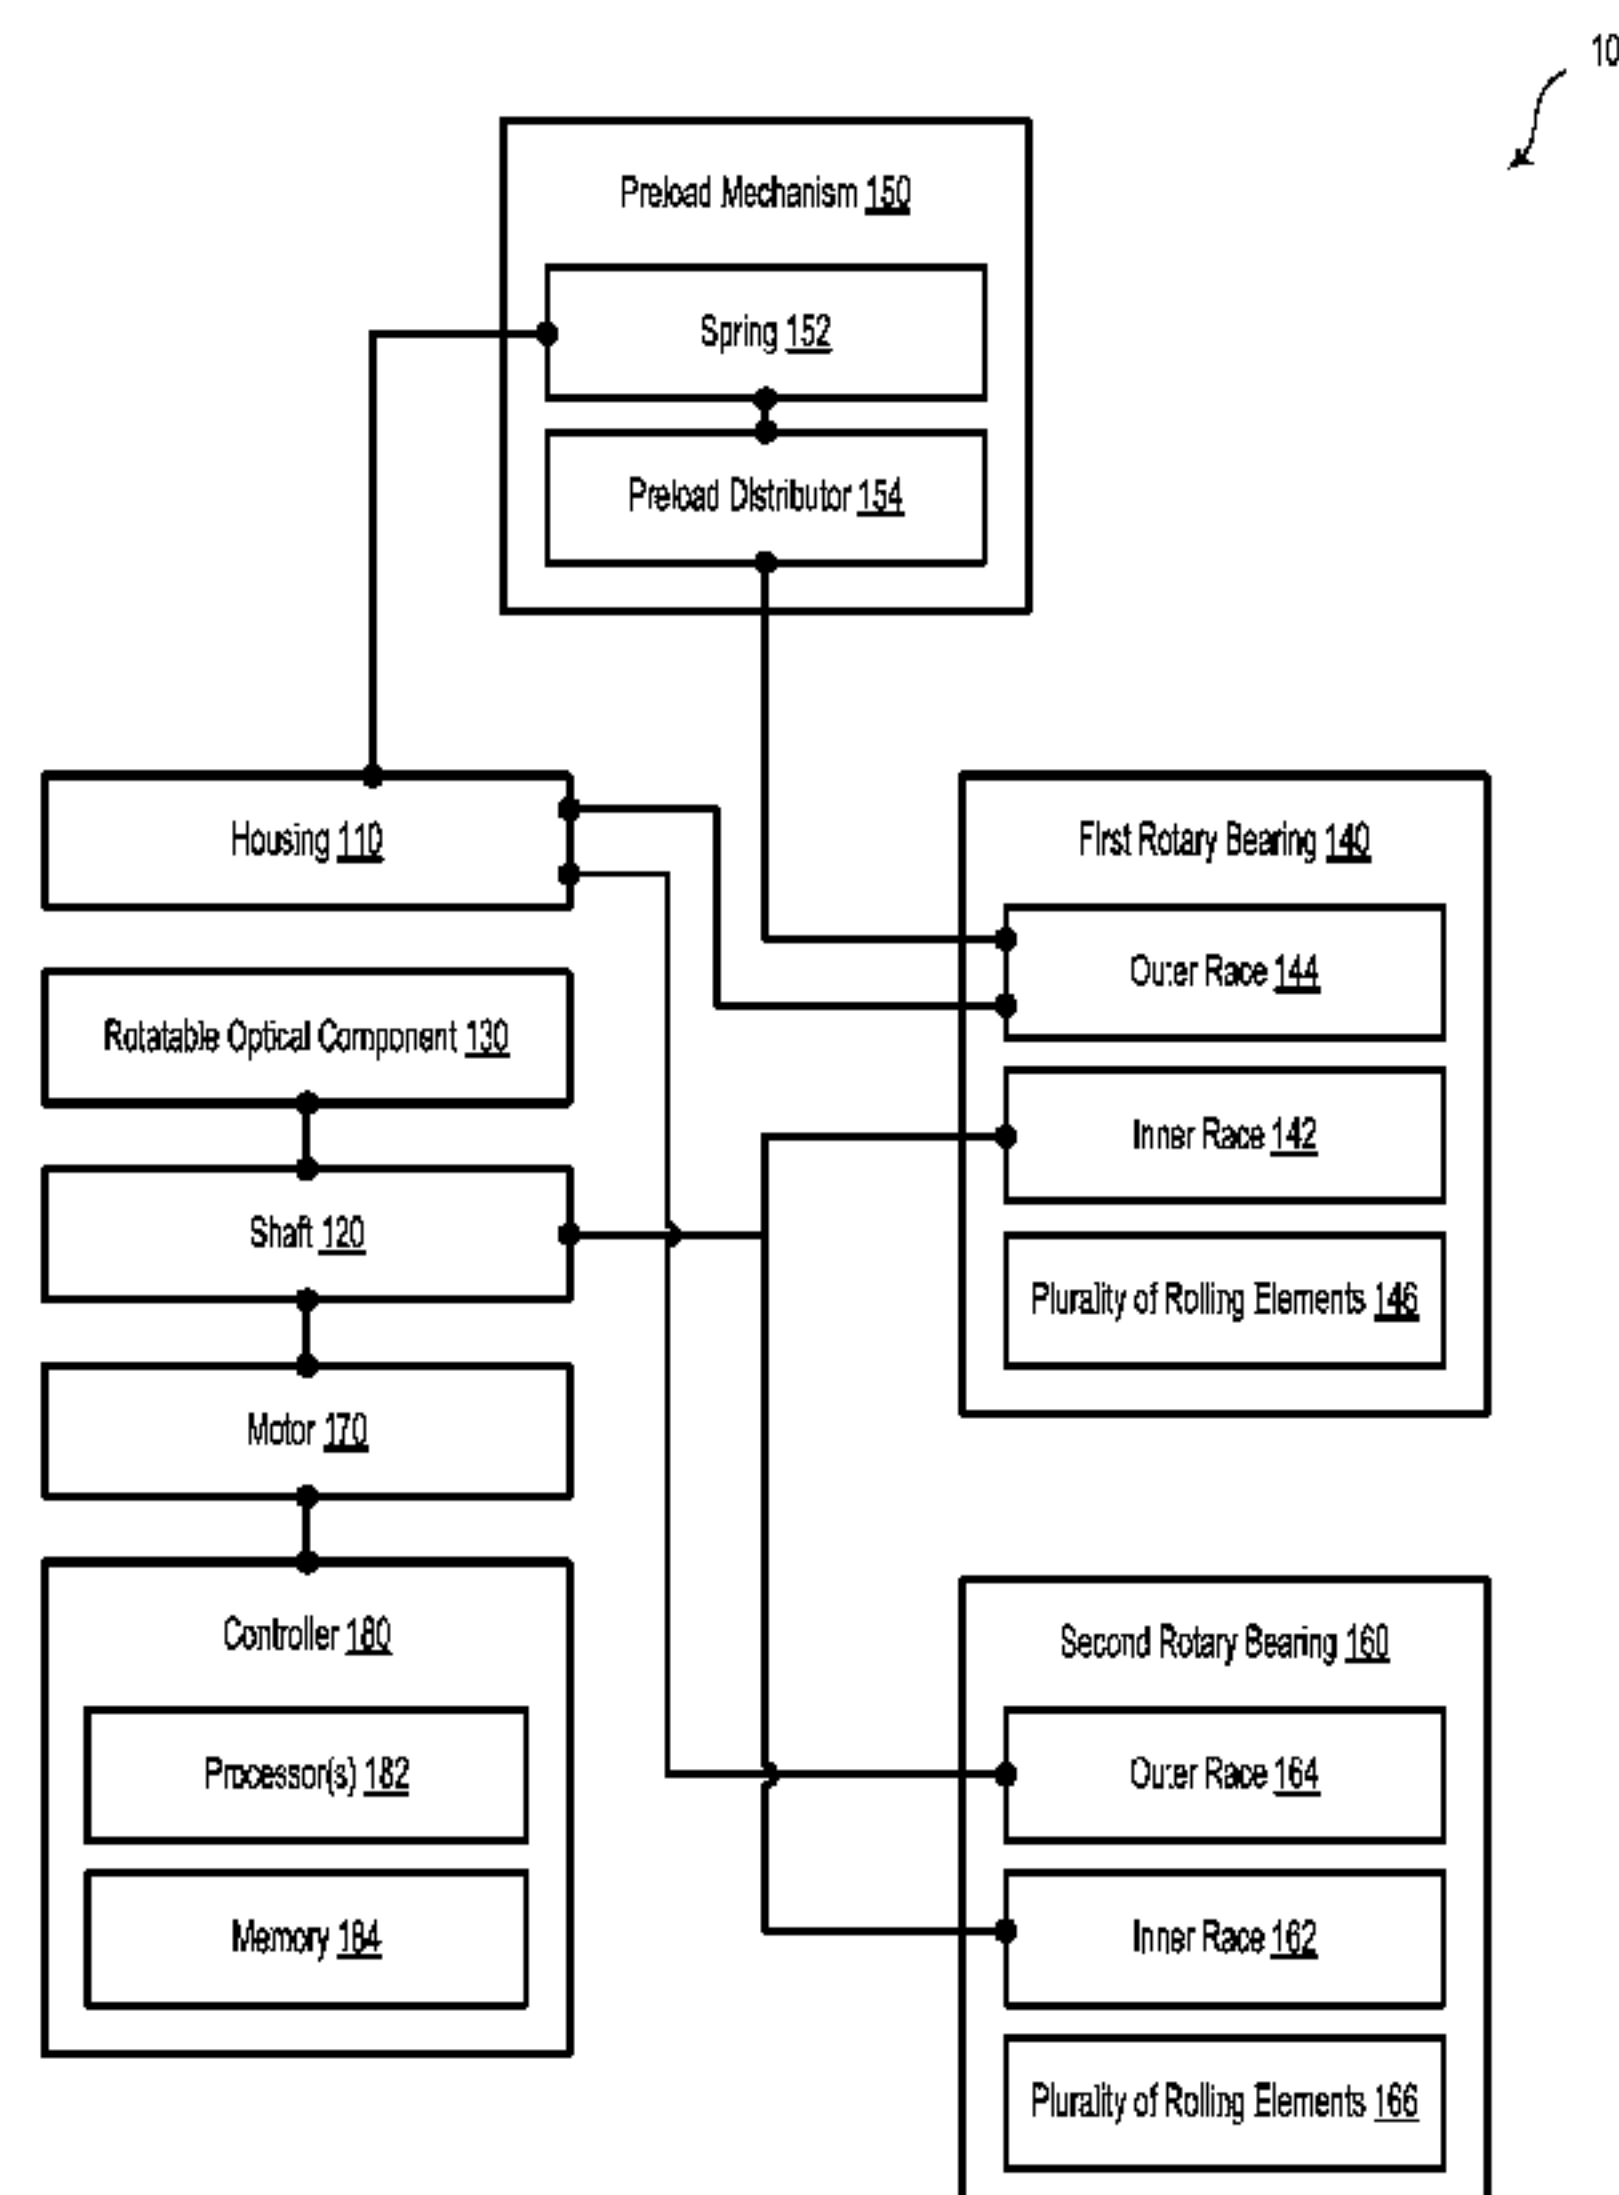 10
Preload Mechanism 150
Spring 152
Preload Distributor 154
Housing 110
First Rotary Bearing 140
Outer Race 144
Rotatable Optical Component 130
Inner Race 142
Shaft 120
Plurality of Rolling Elements 146
Motor 170
Controller 180
Second Rotary Bearing 160
Processor(s) 182
Outer Race 164
Memory 184
Inner Race 162
Plurality of Rolling Elements 166